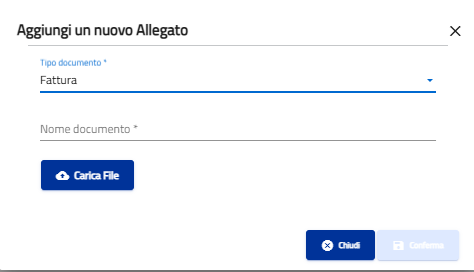 Aggiungi un nuovo Allegato
Tipo documento *
Fattura
Nome documento *
Carica File
Chiudi
Conferma